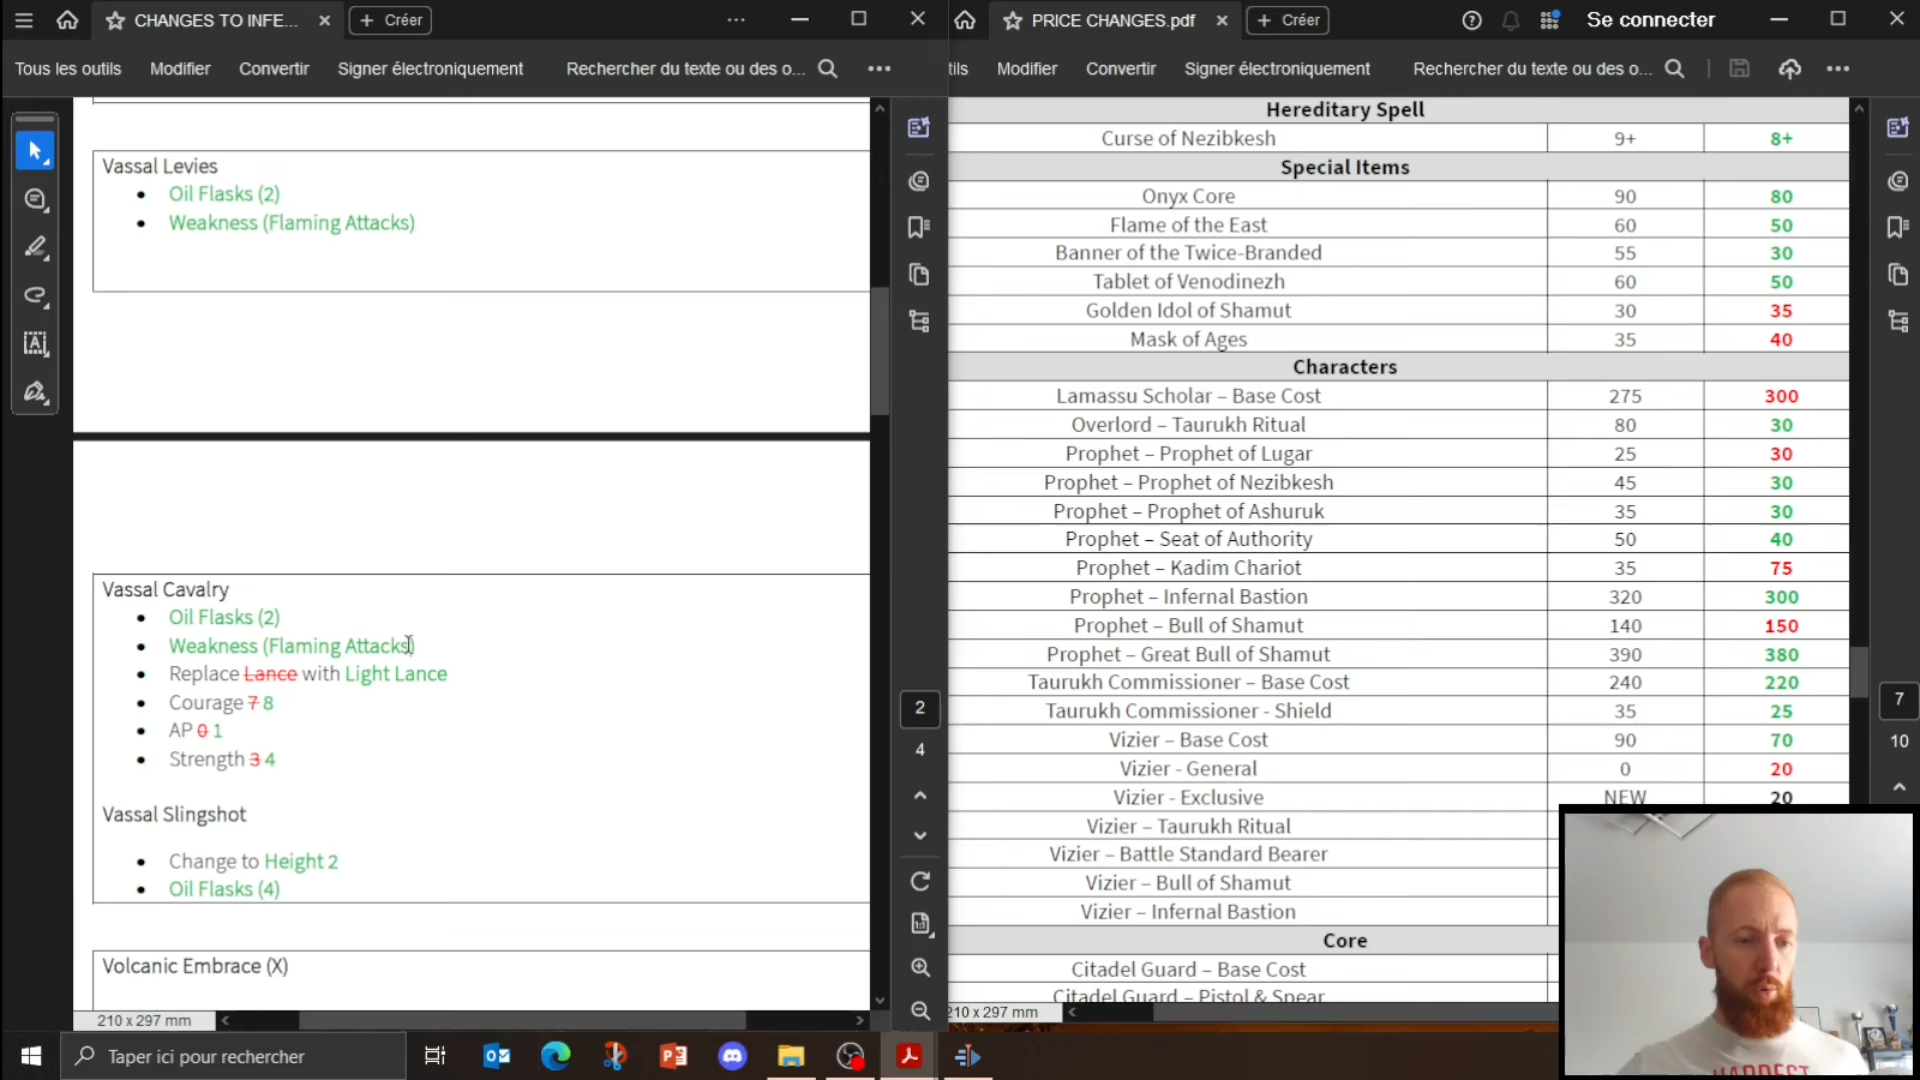 CHANGES TO INFE...
+ Créer
PRICE CHANGES.pdf
+ Créer
Se connecter
Tous les outils
Modifier
Convertir
Signer électroniquement
Rechercher du texte ou des o...
tils
Modifier
Convertir
Signer électroniquement
Rechercher du texte ou des o...
Vassal Levies
• Oil Flasks (2)
• Weakness (Flaming Attacks)
Vassal Cavalry
• Oil Flasks (2)
• Weakness (Flaming Attacks)
• Replace Lance with Light Lance
• Courage 7 8
• AP 0 1
• Strength 3 4
Vassal Slingshot
• Change to Height 2
• Oil Flasks (4)
Volcanic Embrace (X)
210 x 297 mm
2
4
Hereditary Spell
Curse of Nezibkesh 9+ 8+
Special Items
Onyx Core 90 80
Flame of the East 60 50
Banner of the Twice-Branded 55 30
Tablet of Venodinezh 60 50
Golden Idol of Shamut 30 35
Mask of Ages 35 40
Characters
Lamassu Scholar – Base Cost 275 300
Overlord – Taurukh Ritual 80 30
Prophet – Prophet of Lugar 25 30
Prophet – Prophet of Nezibkesh 45 30
Prophet – Prophet of Ashuruk 35 30
Prophet – Seat of Authority 50 40
Prophet – Kadim Chariot 35 75
Prophet – Infernal Bastion 320 300
Prophet – Bull of Shamut 140 150
Prophet – Great Bull of Shamut 390 380
Taurukh Commissioner – Base Cost 240 220
Taurukh Commissioner - Shield 35 25
Vizier – Base Cost 90 70
Vizier - General 0 20
Vizier - Exclusive NEW 20
Vizier – Taurukh Ritual
Vizier – Battle Standard Bearer
Vizier – Bull of Shamut
Vizier – Infernal Bastion
Core
Citadel Guard – Base Cost
Citadel Guard – Pistol & Spear
210 x 297 mm
7
10
Taper ici pour rechercher